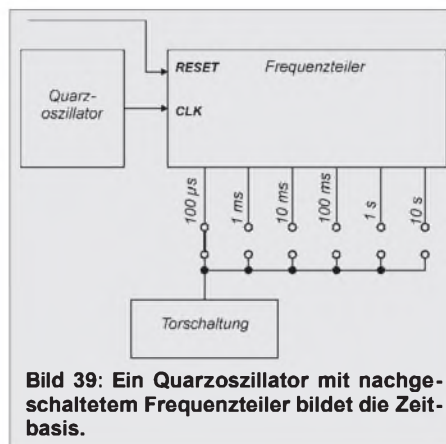 RESET
Frequenzteiler
Quarz-
oszillator
CLK
100 µs
1 ms
10 ms
100 ms
1 s
10 s
Torschaltung
Bild 39: Ein Quarzoszillator mit nachge-
schaltetem Frequenzteiler bildet die Zeit-
basis.